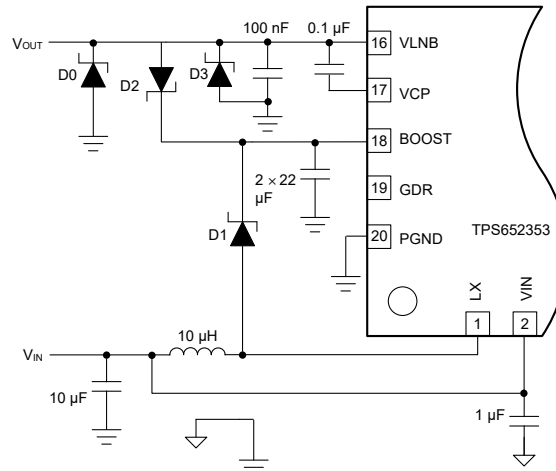 100 nF
0.1 µF
VOUT
16 VLNB
D0
D2
D3
17 VCP
18 BOOST
2 × 22
µF
19 GDR
D1
20 PGND
TPS652353
LX
VIN
1
2
10 µH
VIN
10 µF
1 µF